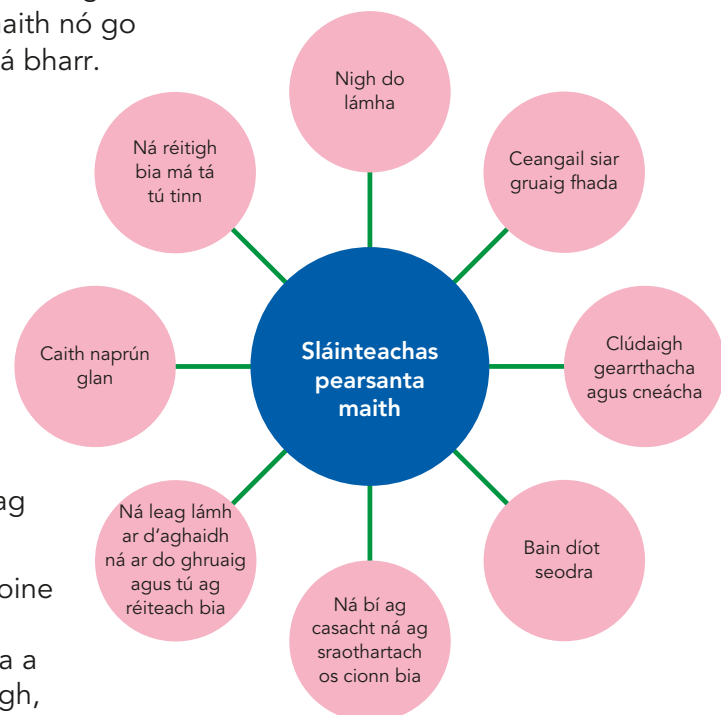 maith nó go
á bharr.
Nigh do
lámha
Ceangail siar
gruaig fhada
Clúdaigh
gearrthacha
agus cneácha
Bain díot
seodra
Ná bí ag
casacht ná ag
sraothartach
os cionn bia
Ná leag lámh
ar d'aghaidh
ná ar do ghruaig
agus tú ag
réiteach bia
Caith naprún
glan
Ná réitigh
bia má tá
tú tinn
Sláinteachas
pearsanta
maith
ag
oine
a a
gh,